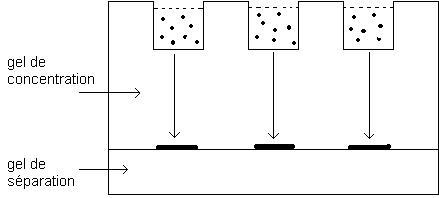 gel de
concentration
gel de
séparation